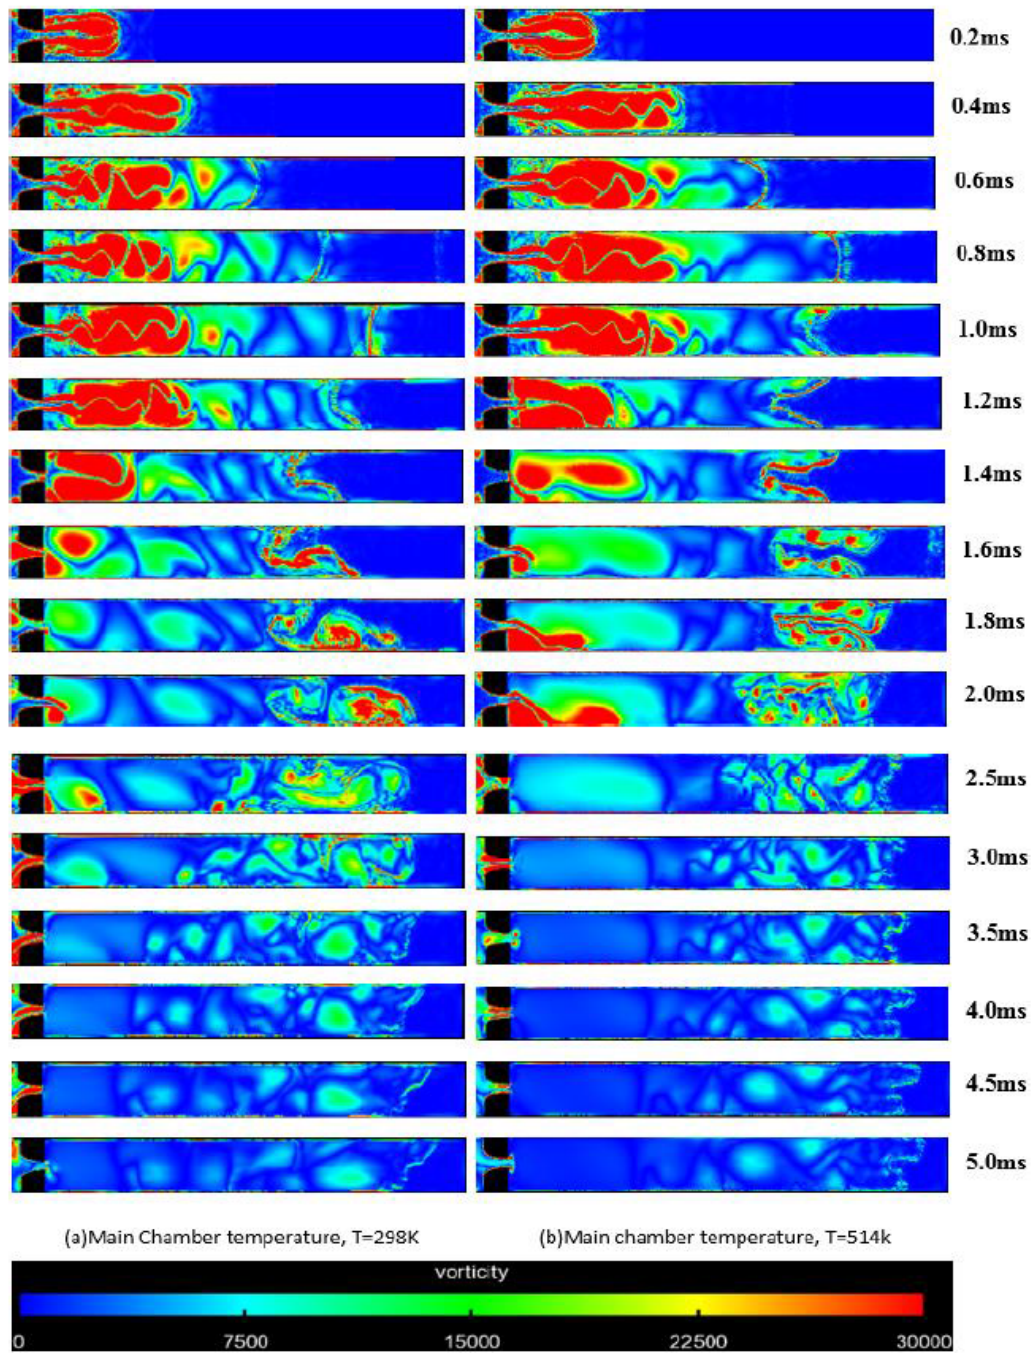 0.2ms
0.4ms
0.6ms
0.8ms
1.0ms
1.2ms
1.4ms
1.6ms
1.8ms
2.0ms
2.5ms
3.0ms
3.5ms
4.0ms
4.5ms
5.0ms
(a)Main Chamber temperature, T=298K (b)Main chamber temperature, T=514k
vorticity
0 7500 15000 22500 30000